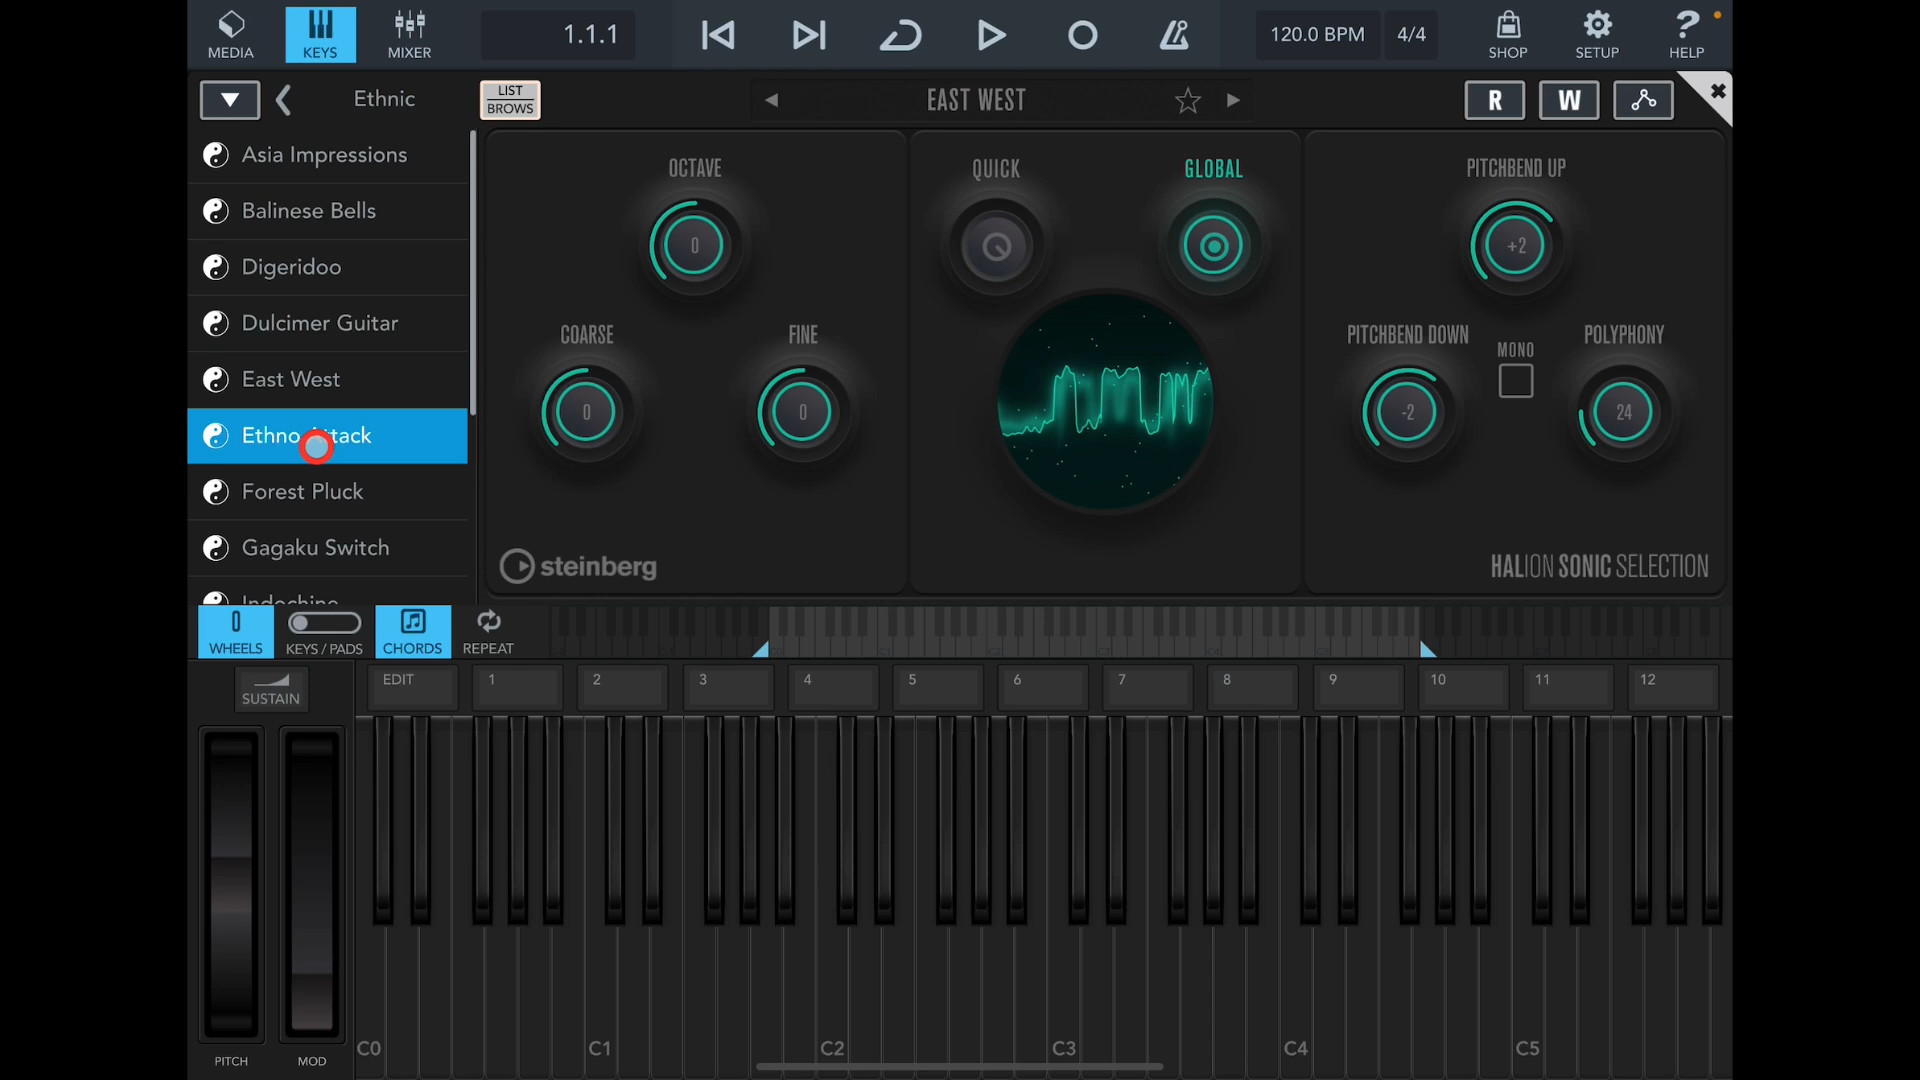 MEDIA
KEYS
MIXER
1.1.1
120.0 BPM
4/4
SHOP
SETUP
HELP
Ethnic
LIST
BROWS
EAST WEST
R
W
Asia Impressions
Balinese Bells
Digeridoo
Dulcimer Guitar
East West
Ethno Attack
Forest Pluck
Gagaku Switch
Indochine
OCTAVE
0
COARSE
0
FINE
0
QUICK
GLOBAL
PITCHBEND UP
+2
PITCHBEND DOWN
-2
MONO
POLYPHONY
24
steinberg
HALION SONIC SELECTION
WHEELS
KEYS / PADS
CHORDS
REPEAT
SUSTAIN
EDIT
1
2
3
4
5
6
7
8
9
10
11
12
C0
C1
C2
C3
C4
C5
PITCH
MOD